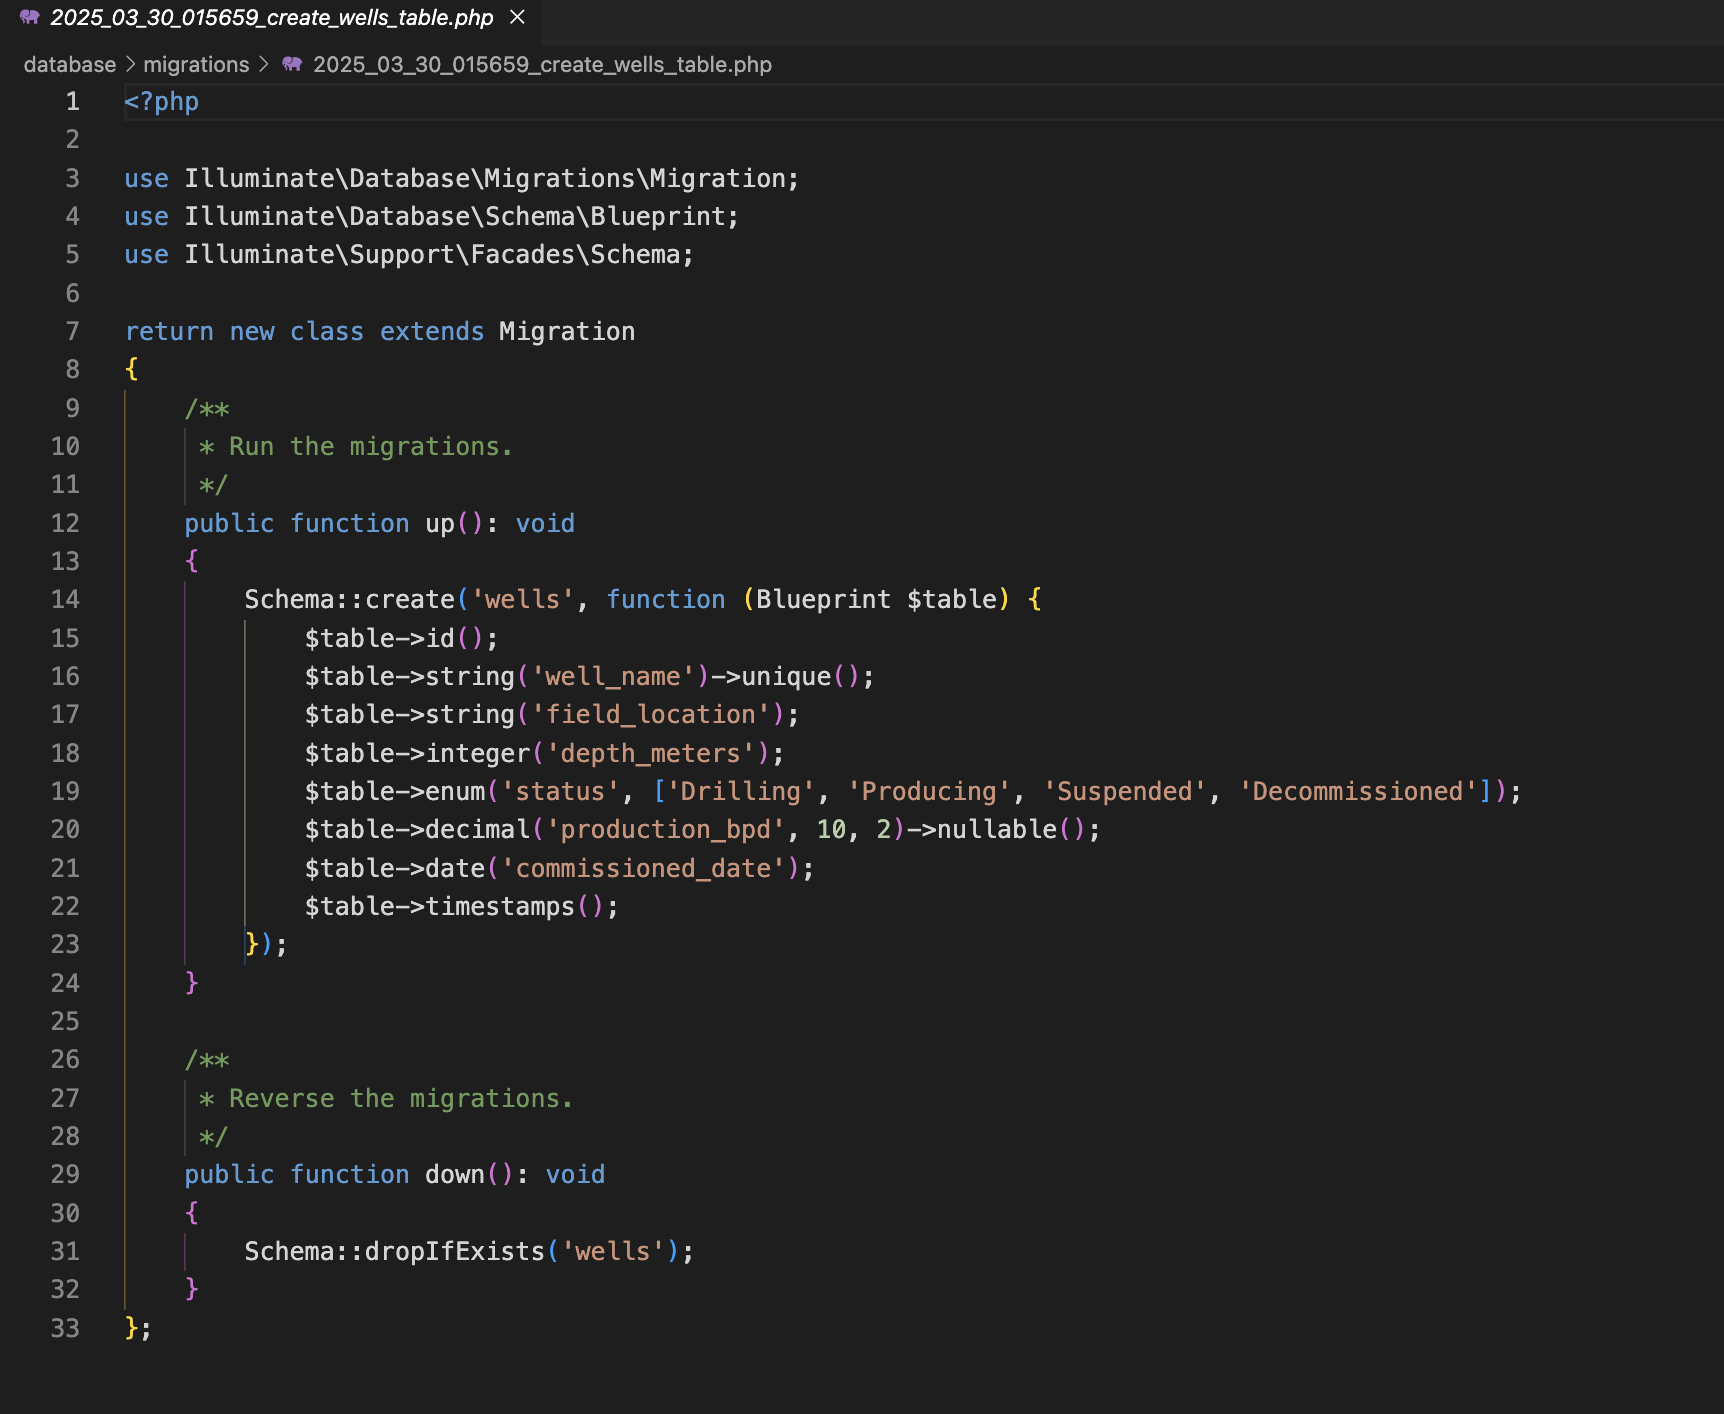 2025_03_30_015659_create_wells_table.php
database > migrations > 2025_03_30_015659_create_wells_table.php
1 <?php
2
3 use Illuminate\Database\Migrations\Migration;
4 use Illuminate\Database\Schema\Blueprint;
5 use Illuminate\Support\Facades\Schema;
6
7 return new class extends Migration
8 {
9     /**
10      * Run the migrations.
11      */
12     public function up(): void
13     {
14         Schema::create('wells', function (Blueprint $table) {
15             $table->id();
16             $table->string('well_name')->unique();
17             $table->string('field_location');
18             $table->integer('depth_meters');
19             $table->enum('status', ['Drilling', 'Producing', 'Suspended', 'Decommissioned']);
20             $table->decimal('production_bpd', 10, 2)->nullable();
21             $table->date('commissioned_date');
22             $table->timestamps();
23         });
24     }
25
26     /**
27      * Reverse the migrations.
28      */
29     public function down(): void
30     {
31         Schema::dropIfExists('wells');
32     }
33 };